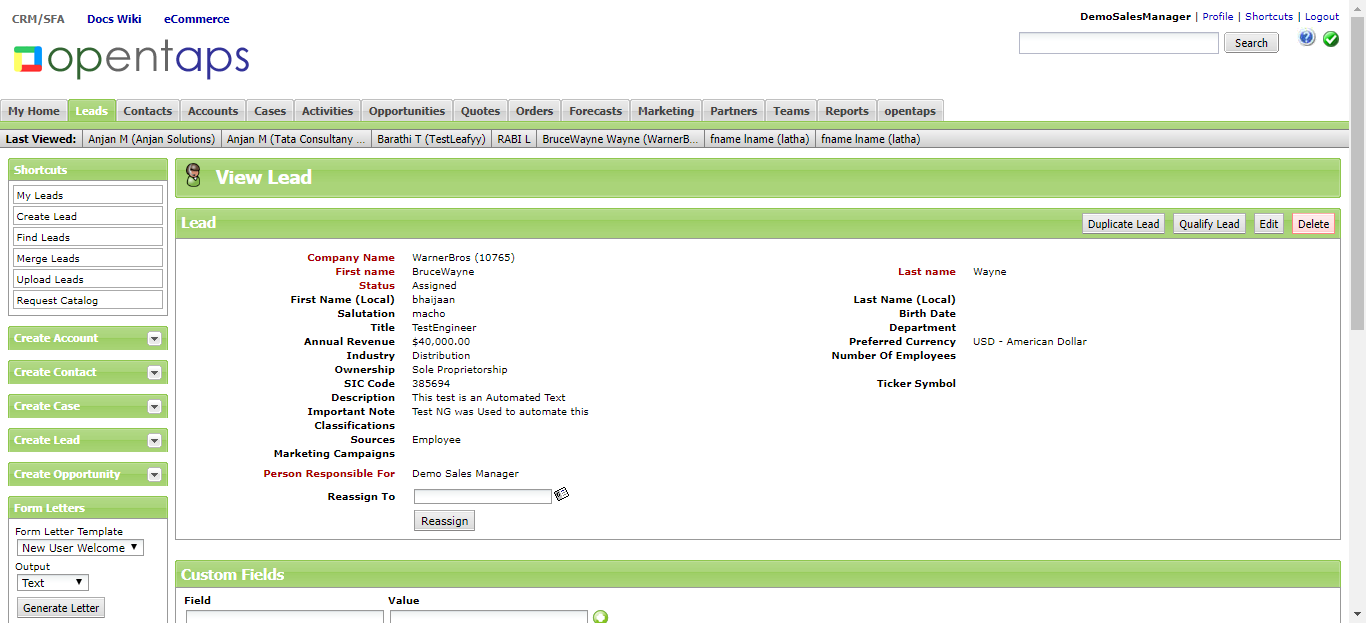 CRM/SFA Docs Wiki eCommerce
DemoSalesManager | Profile | Shortcuts | Logout
opentaps
Search
My Home Leads Contacts Accounts Cases Activities Opportunities Quotes Orders Forecasts Marketing Partners Teams Reports opentaps
Last Viewed: Anjan M (Anjan Solutions) Anjan M (Tata Consultany ... Barathi T (TestLeafyy) RABI L BruceWayne Wayne (WarnerB... fname lname (latha) fname lname (latha)
Shortcuts
My Leads
Create Lead
Find Leads
Merge Leads
Upload Leads
Request Catalog
Create Account
Create Contact
Create Case
Create Lead
Create Opportunity
Form Letters
Form Letter Template
New User Welcome
Output
Text
Generate Letter
View Lead
Lead
Duplicate Lead Qualify Lead Edit Delete
Company Name WarnerBros (10765)
First name BruceWayne Last name Wayne
Status Assigned
First Name (Local) bhaijaan Last Name (Local)
Salutation macho Birth Date
Title TestEngineer Department
Annual Revenue $40,000.00 Preferred Currency USD - American Dollar
Industry Distribution Number Of Employees
Ownership Sole Proprietorship
SIC Code 385694 Ticker Symbol
Description This test is an Automated Text
Important Note Test NG was Used to automate this
Classifications
Sources Employee
Marketing Campaigns
Person Responsible For Demo Sales Manager
Reassign To
Reassign
Custom Fields
Field Value